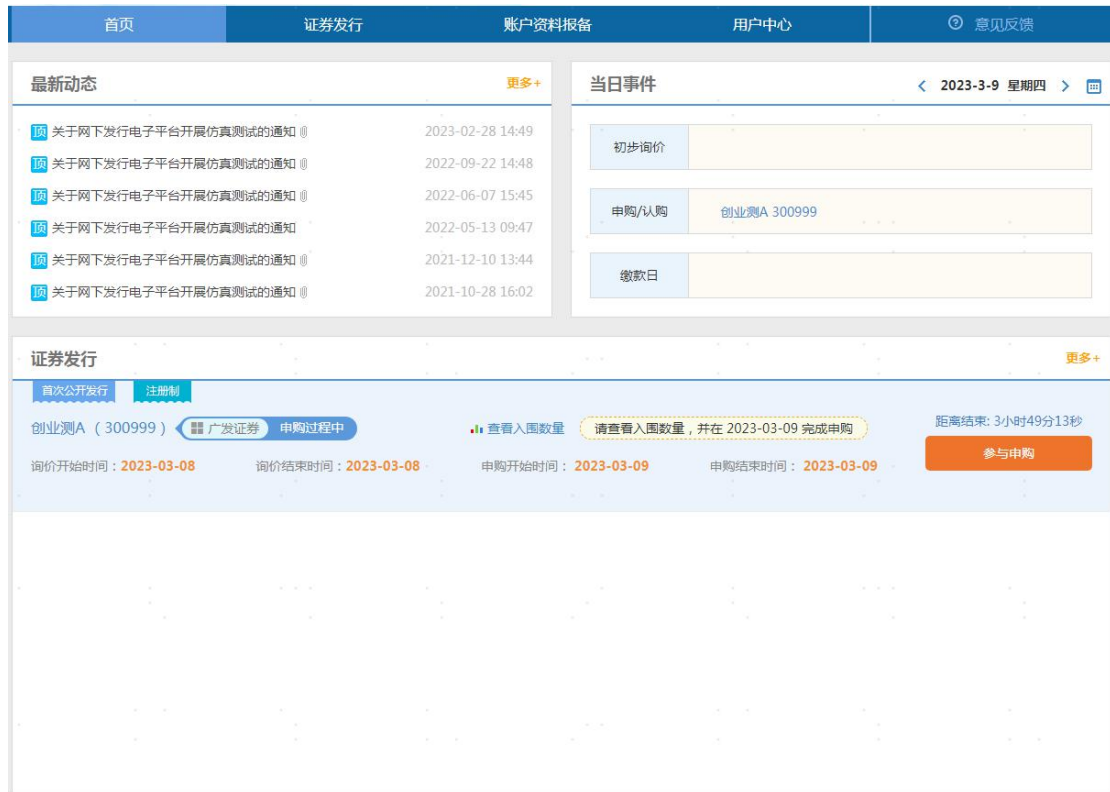 首页 证券发行 账户资料报备 用户中心 意见反馈
最新动态 更多+
顶 关于网下发行电子平台开展仿真测试的通知 2023-02-28 14:49
顶 关于网下发行电子平台开展仿真测试的通知 2022-09-22 14:48
顶 关于网下发行电子平台开展仿真测试的通知 2022-06-07 15:45
顶 关于网下发行电子平台开展仿真测试的通知 2022-05-13 09:47
顶 关于网下发行电子平台开展仿真测试的通知 2021-12-10 13:44
顶 关于网下发行电子平台开展仿真测试的通知 2021-10-28 16:02
当日事件 2023-3-9 星期四
初步询价
申购/认购 创业测A 300999
缴款日
证券发行 更多+
首次公开发行 注册制
创业测A （300999） 广发证券 申购过程中 查看入围数量 请查看入围数量，并在 2023-03-09 完成申购 距离结束: 3小时49分13秒
询价开始时间：2023-03-08 询价结束时间：2023-03-08 申购开始时间： 2023-03-09 申购结束时间： 2023-03-09 参与申购